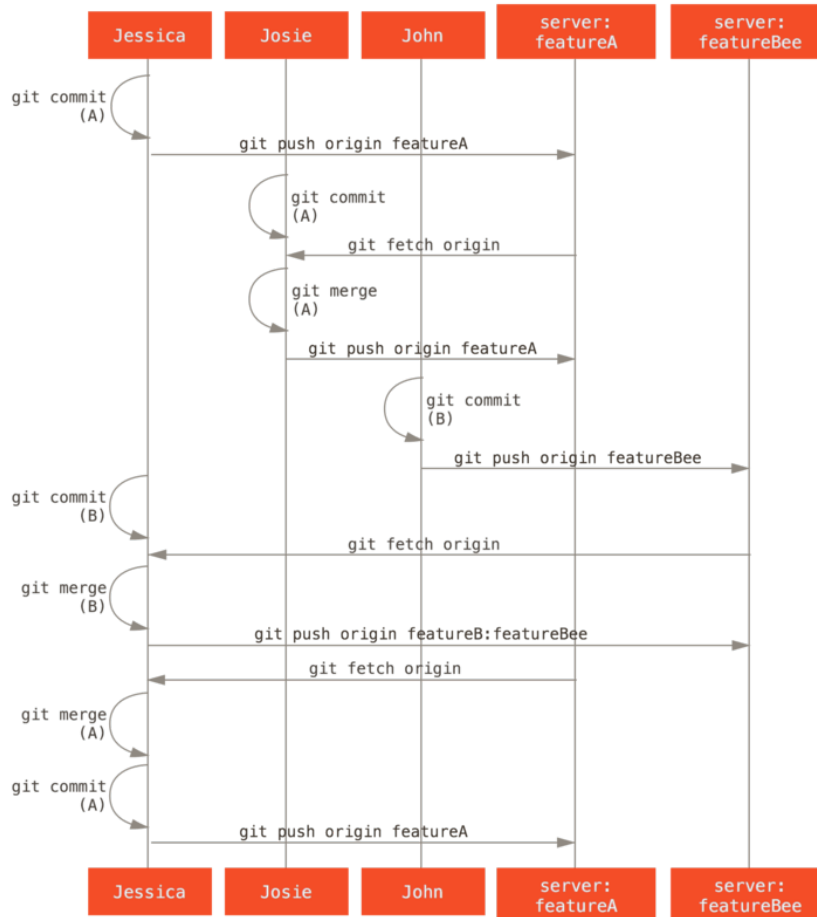 Jessica
Josie
John
server:
featureA
server:
featureBee
git commit
(A)
git push origin featureA
git commit
(A)
git fetch origin
git merge
(A)
git push origin featureA
git commit
(B)
git push origin featureBee
git commit
(B)
git fetch origin
git merge
(B)
git push origin featureB:featureBee
git fetch origin
git merge
(A)
git commit
(A)
git push origin featureA
Jessica
Josie
John
server:
featureA
server:
featureBee